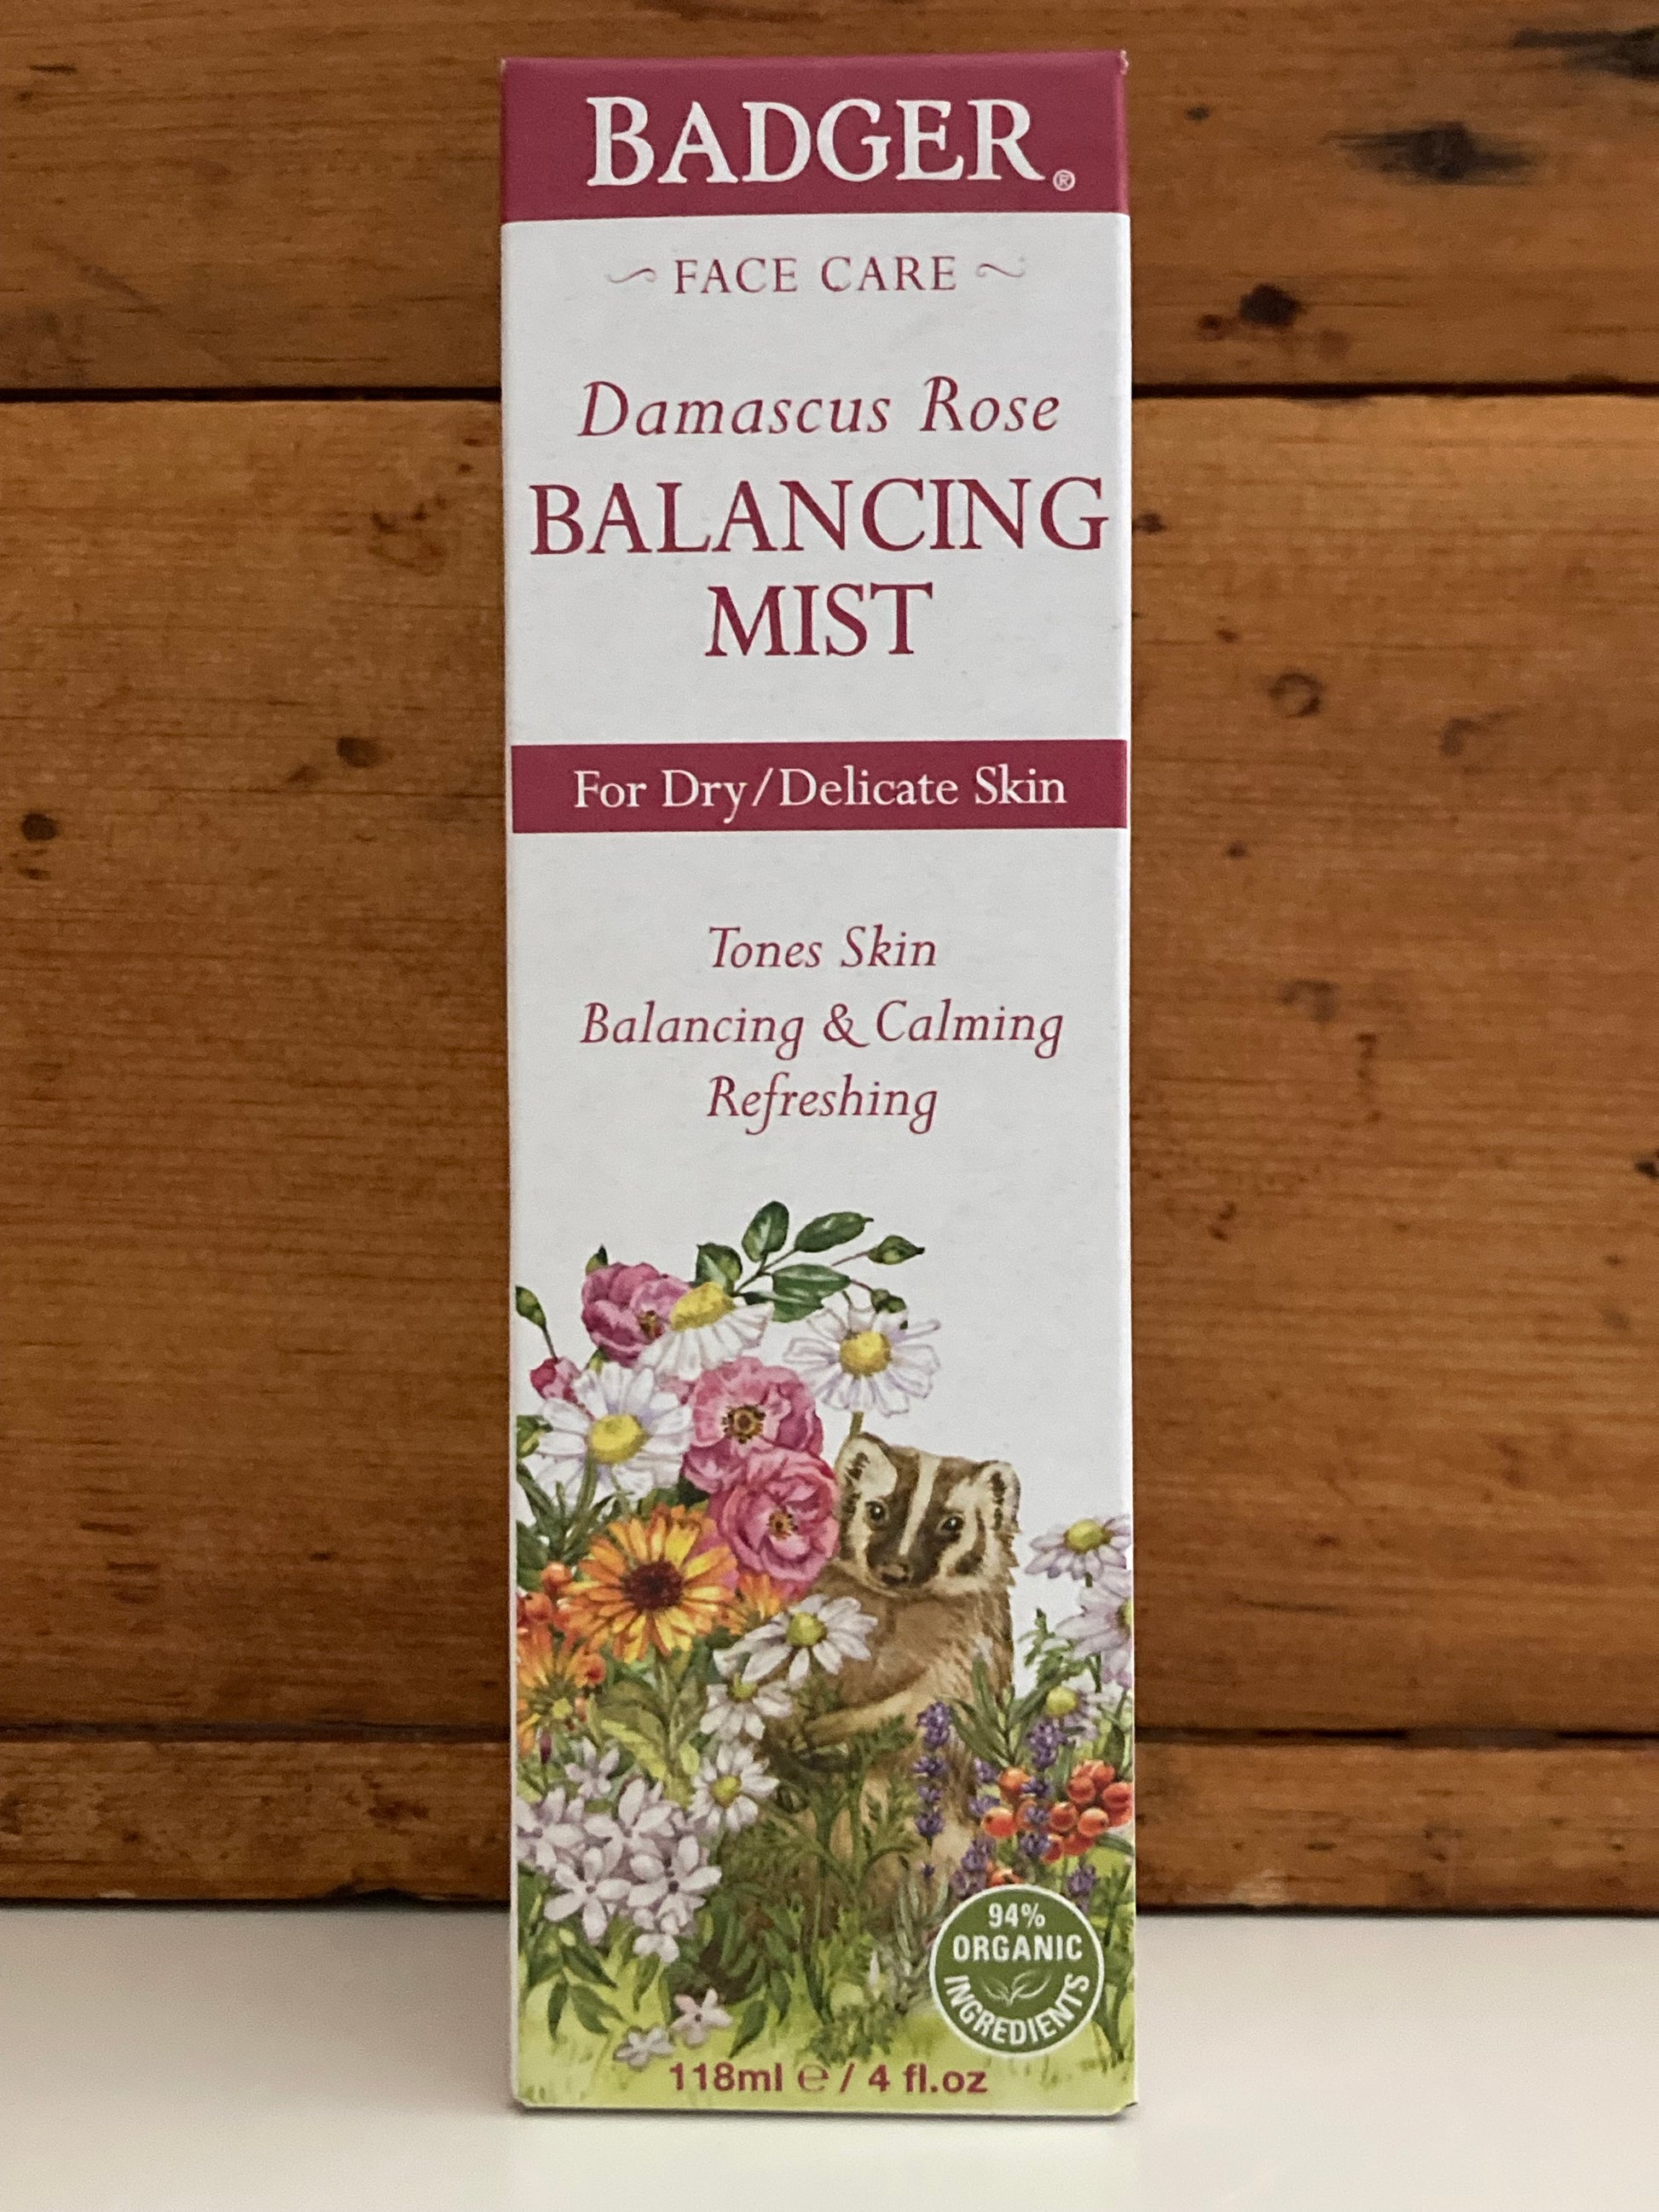 BADGER®
~ FACE CARE ~
Damascus Rose
BALANCING
MIST
For Dry/Delicate Skin
Tones Skin
Balancing & Calming
Refreshing
94%
ORGANIC
INGREDIENTS
118ml ℮ / 4 fl.oz